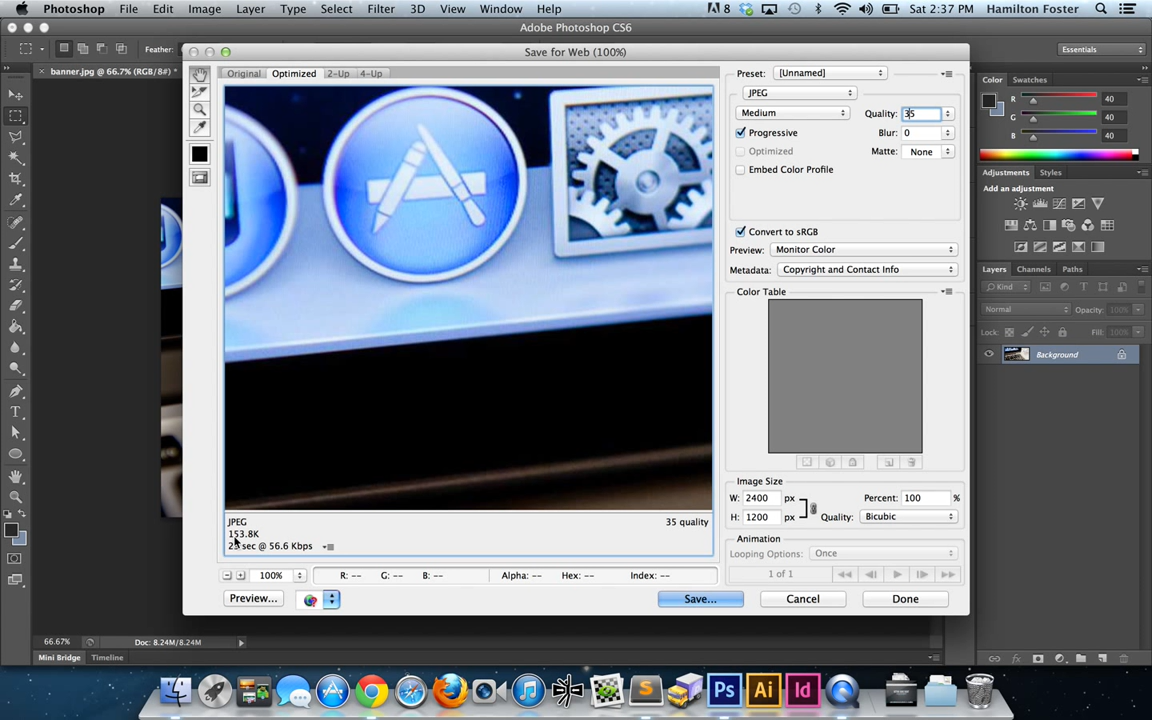 Photoshop File Edit Image Layer Type Select Filter 3D View Window Help 8 Sat 2:37 PM Hamilton Foster
Adobe Photoshop CS6
Feather: Essentials
Save for Web (100%)
× banner.jpg @ 66.7% (RGB/8#) *
Original Optimized 2-Up 4-Up
Preset: [Unnamed]
JPEG
Medium Quality: 35
Progressive Blur: 0
Optimized Matte: None
Embed Color Profile
Convert to sRGB
Preview: Monitor Color
Metadata: Copyright and Contact Info
Color Table
Image Size
W: 2400 px Percent: 100 %
H: 1200 px Quality: Bicubic
Animation
Looping Options: Once
1 of 1
JPEG 35 quality
153.8K
sec @ 56.6 Kbps
100% R: -- G: -- B: -- Alpha: -- Hex: -- Index: --
Preview... Save... Cancel Done
Color Swatches
R 40
G 40
B 40
Adjustments Styles
Add an adjustment
Layers Channels Paths
Kind
Normal Opacity: 100%
Lock: Fill: 100%
Background
66.67% Doc: 8.24M/8.24M
Mini Bridge Timeline
Ps Ai Id